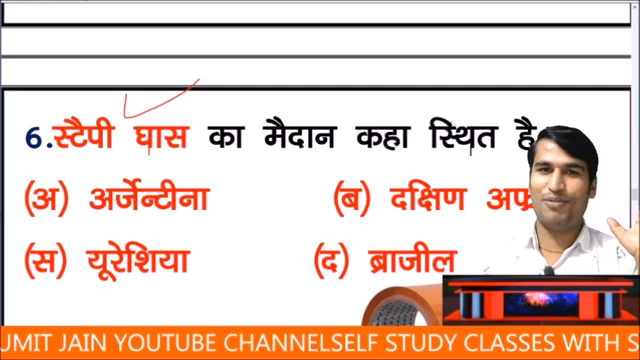 6.स्टैपी घास का मैदान कहा स्थित है
(अ) अर्जेन्टीना (ब) दक्षिण
(स) यूरेशिया (द) ब्राजील
UMIT JAIN YOUTUBE CHANNELSELF STUDY CLASSES WITH S